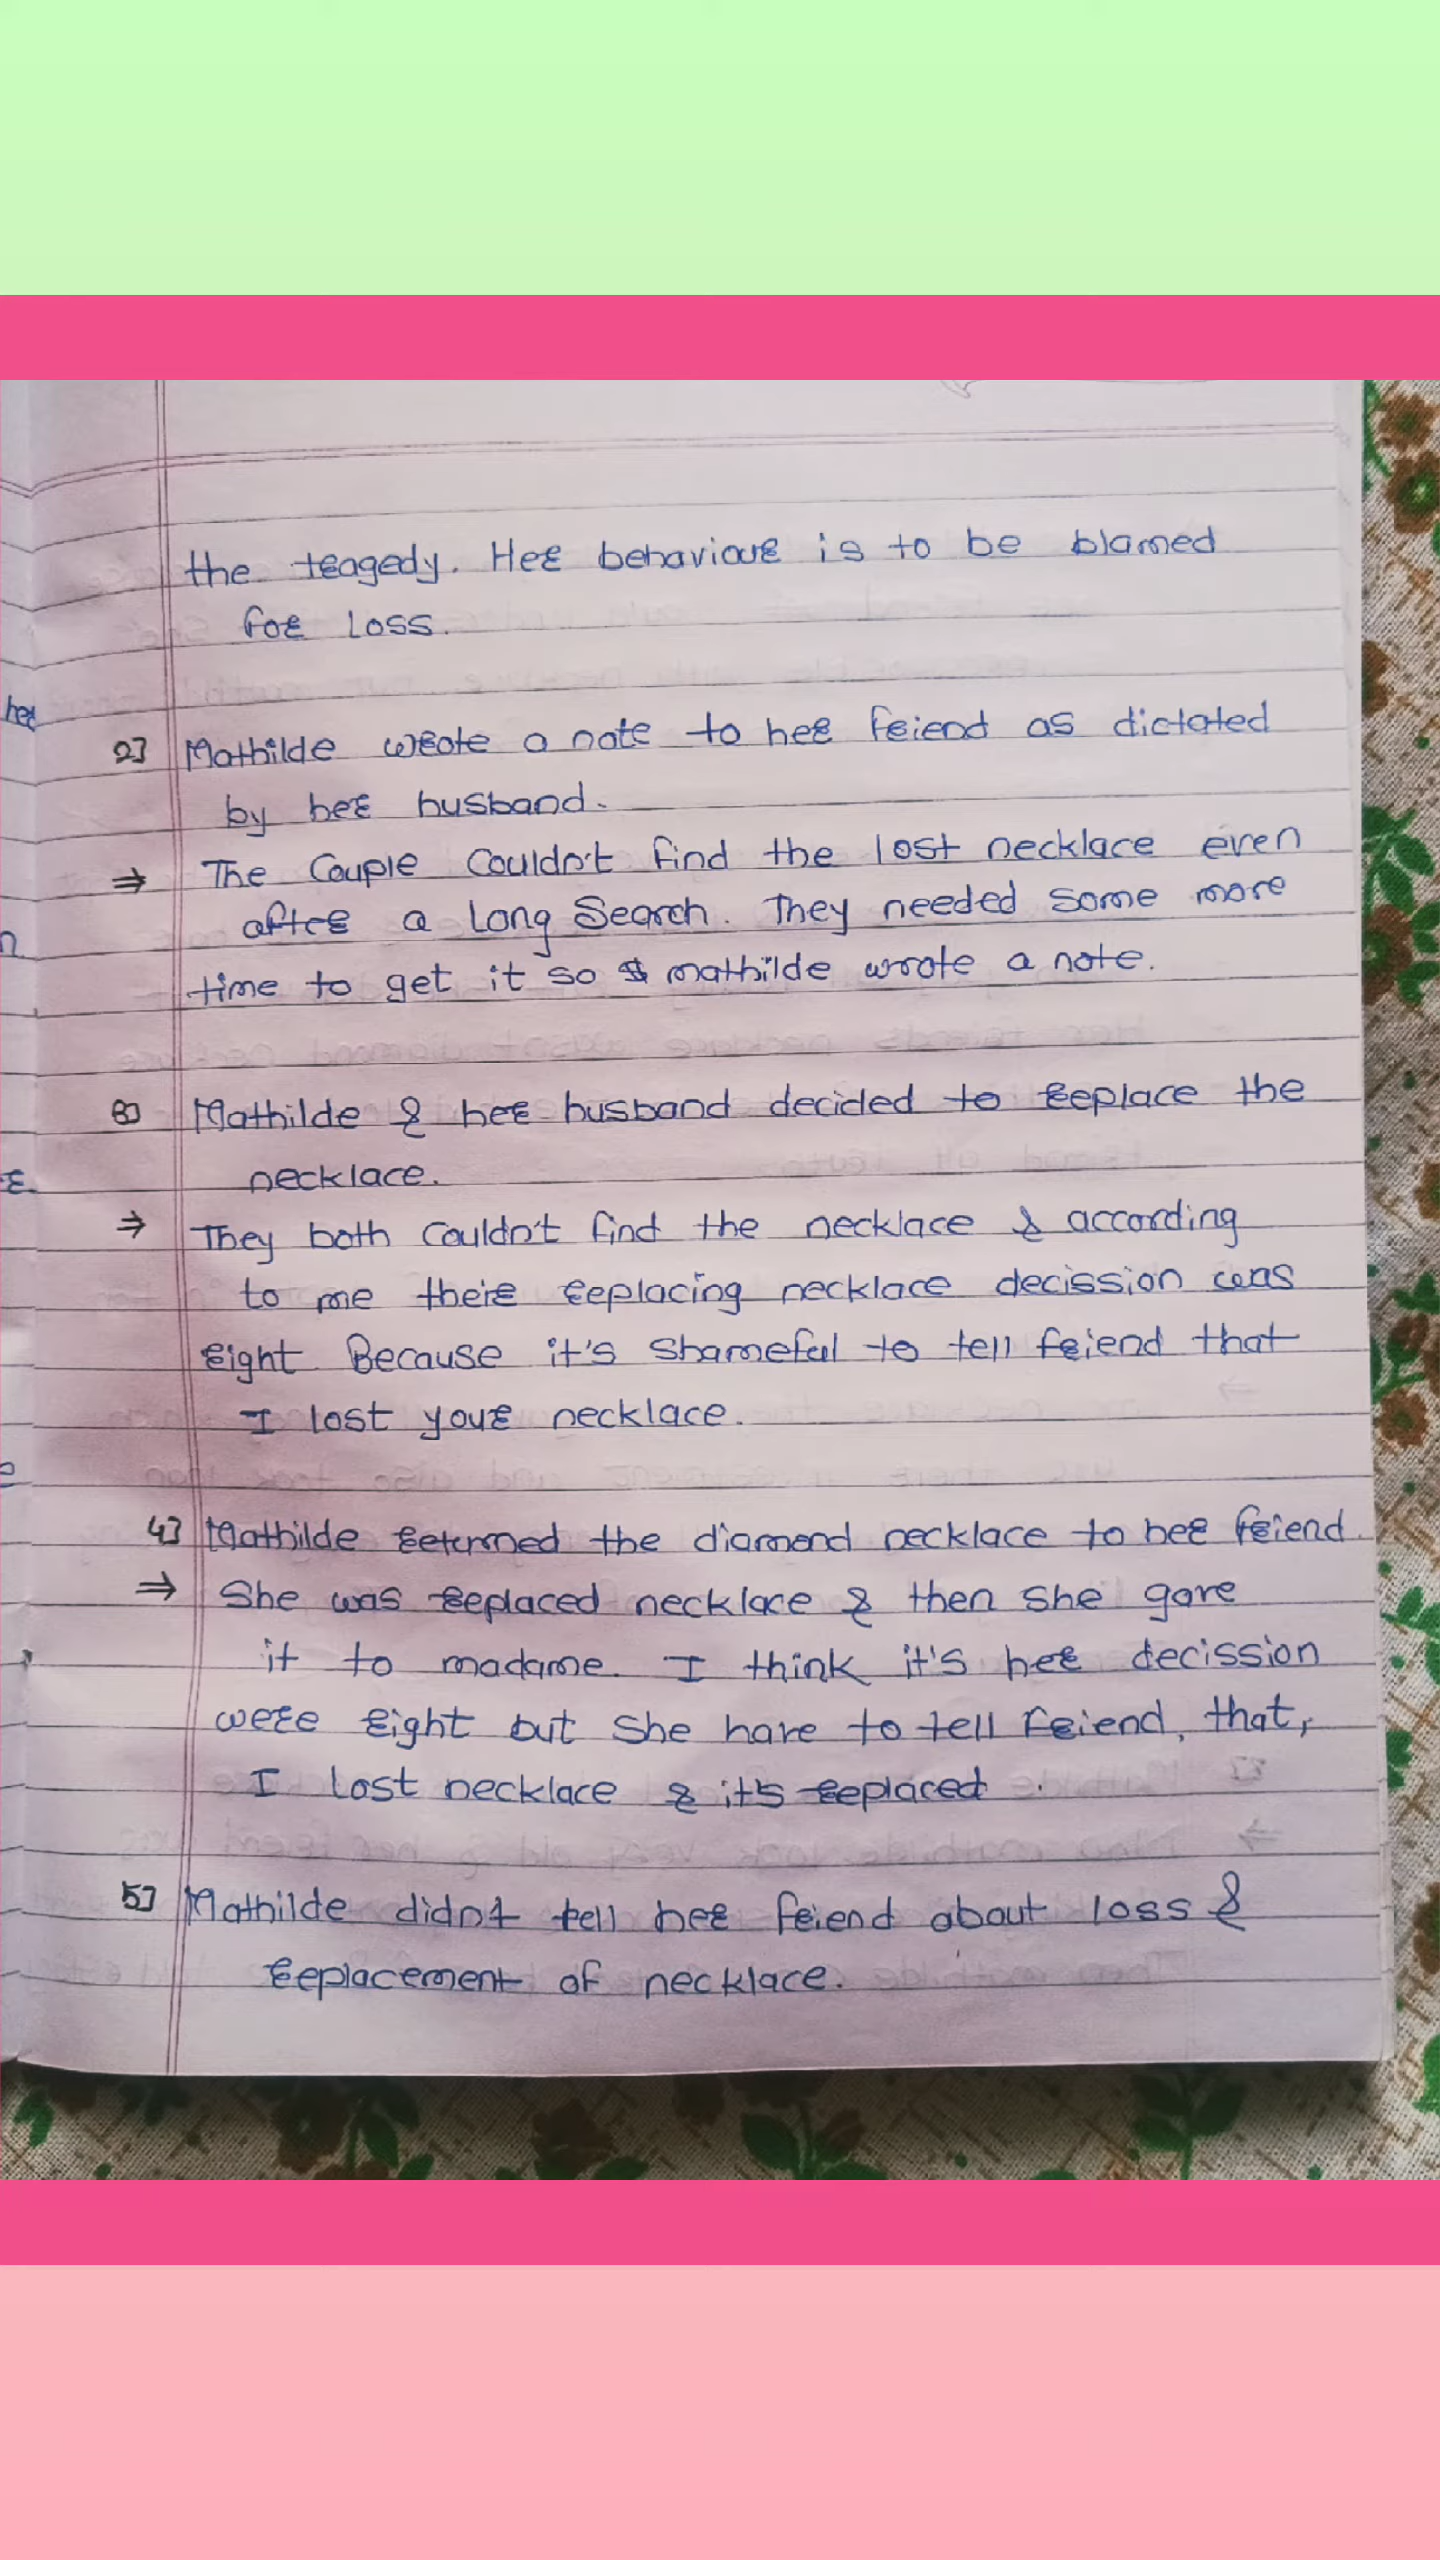 the tragedy. Her behaviour is to be blamed
for loss.
her
2] Mathilde wrote a note to her friend as dictated
by her husband.
⇒ The Couple Couldn't find the lost necklace even
after a long Search. They needed some more
time to get it so mathilde wrote a note.
3] Mathilde & her husband decided to replace the
necklace.
⇒ They both Couldn't find the necklace & according
to me their replacing necklace decission was
right Because it's Shameful to tell friend that
I lost your necklace.
4] Mathilde returned the diamond necklace to her friend
⇒ She was replaced necklace & then she gave
it to madame. I think it's her decission
were right but She have to tell friend, that,
I lost necklace & it's replaced.
5] Mathilde didn't tell her friend about loss &
replacement of necklace.